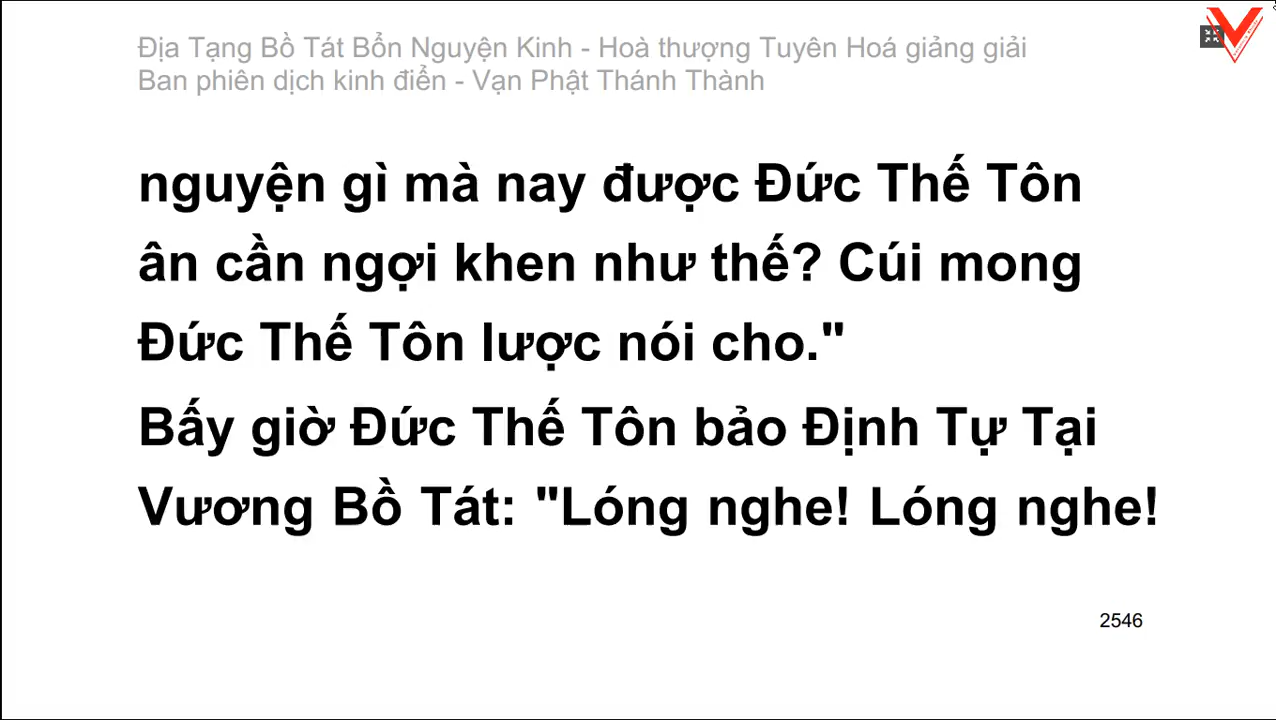 Địa Tạng Bồ Tát Bổn Nguyện Kinh - Hoà thượng Tuyên Hoá giảng giải
Ban phiên dịch kinh điển - Vạn Phật Thánh Thành
nguyện gì mà nay được Đức Thế Tôn
ân cần ngợi khen như thế? Cúi mong
Đức Thế Tôn lược nói cho."
Bấy giờ Đức Thế Tôn bảo Định Tự Tại
Vương Bồ Tát: "Lóng nghe! Lóng nghe!
2546